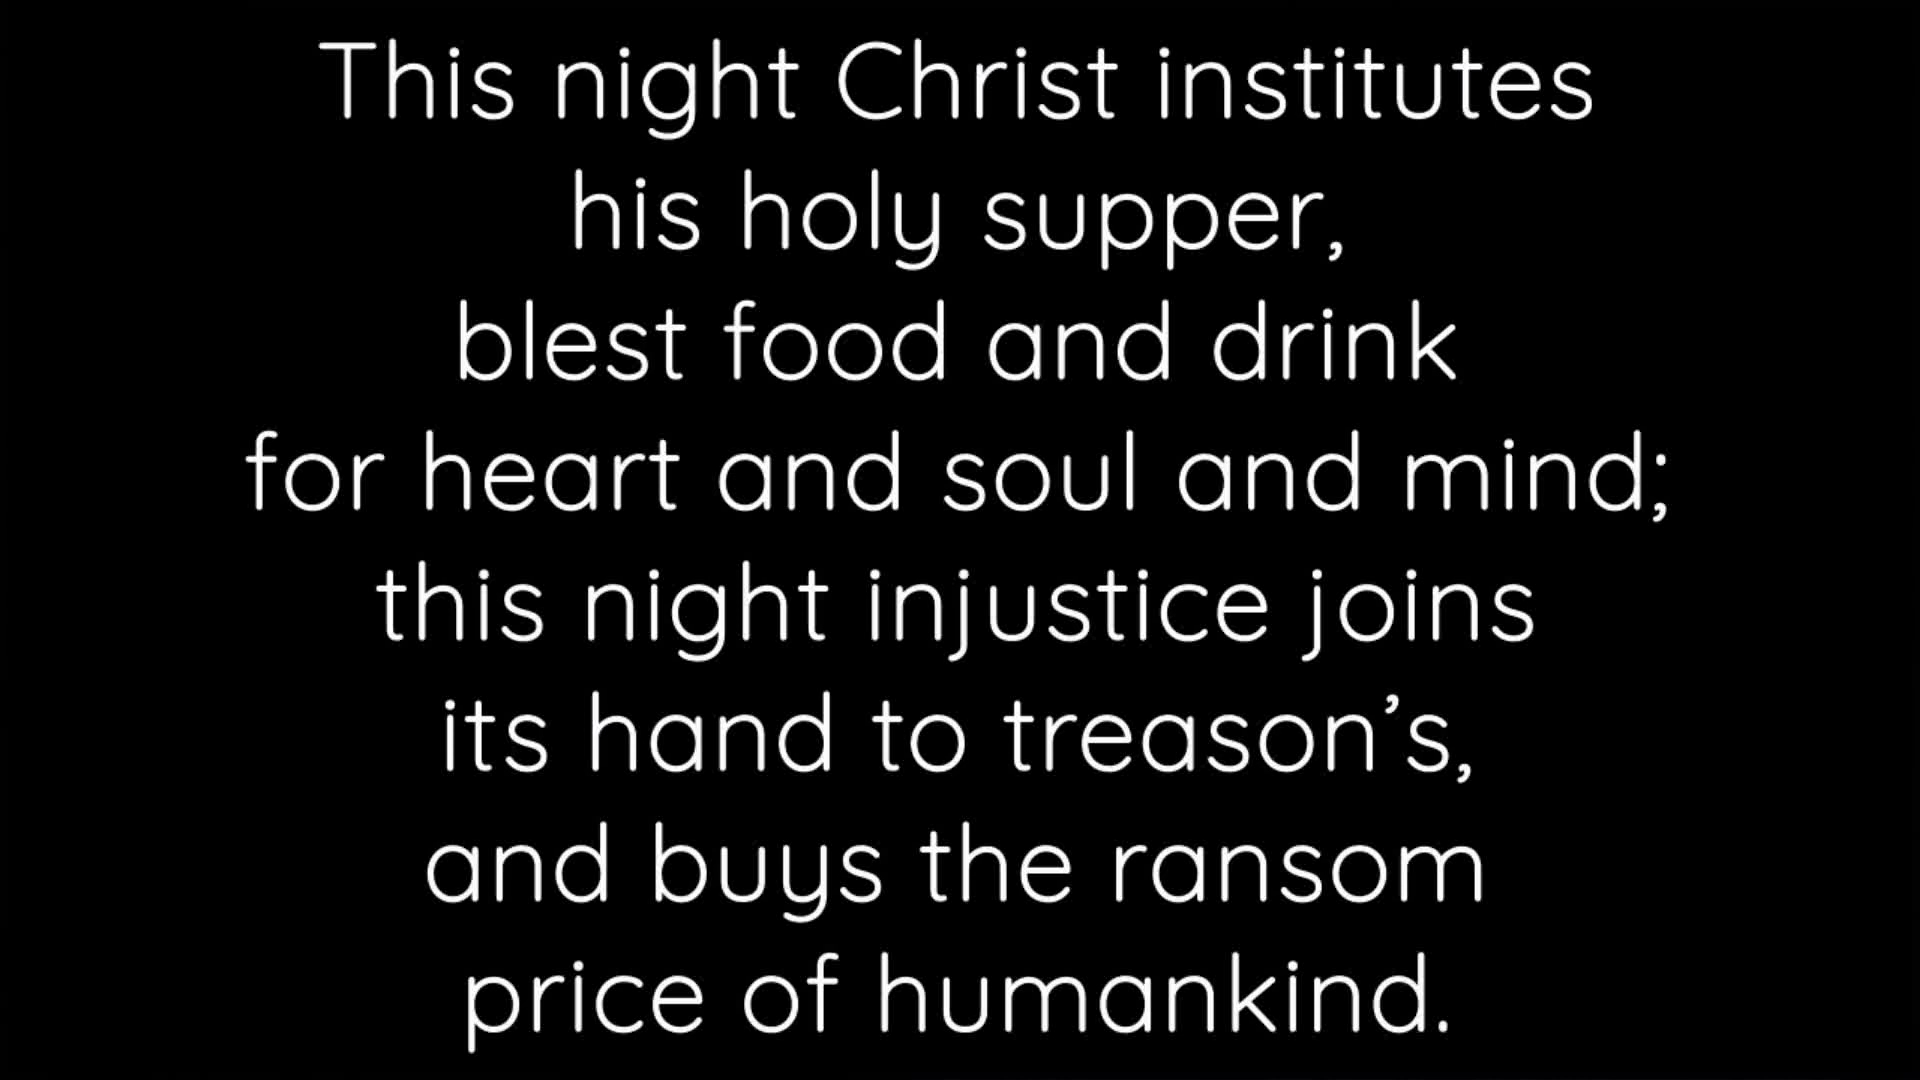 This night Christ institutes
his holy supper,
blest food and drink
for heart and soul and mind;
this night injustice joins
its hand to treason’s,
and buys the ransom
price of humankind.